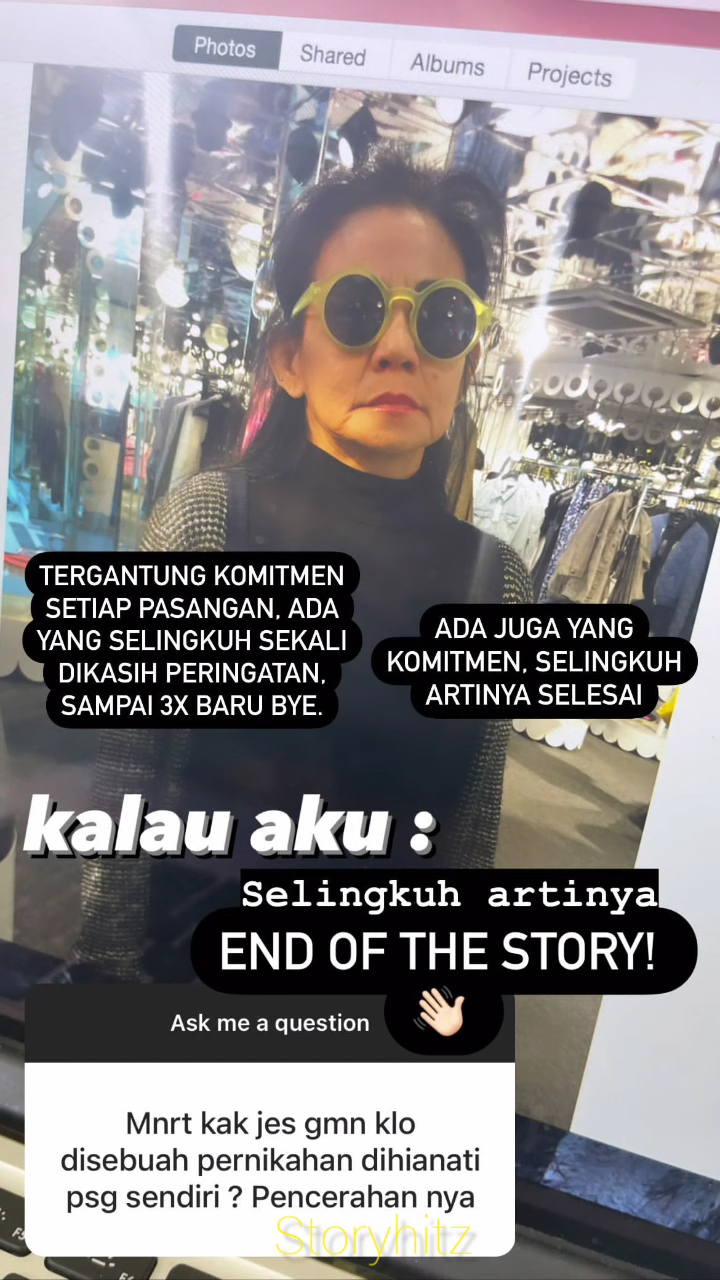 Photos Shared Albums Projects
TERGANTUNG KOMITMEN
SETIAP PASANGAN, ADA
YANG SELINGKUH SEKALI
DIKASIH PERINGATAN,
SAMPAI 3X BARU BYE.
ADA JUGA YANG
KOMITMEN, SELINGKUH
ARTINYA SELESAI
kalau aku :
Selingkuh artinya
END OF THE STORY!
Ask me a question
Mnrt kak jes gmn klo
disebuah pernikahan dihianati
psg sendiri ? Pencerahan nya
Storyhitz